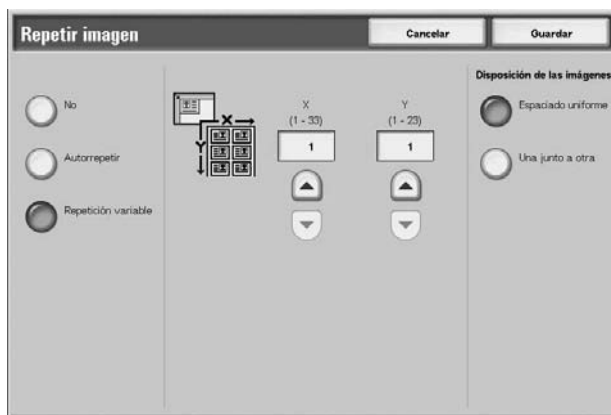 Repetir imagen
Cancelar
Guardar
No
Autorrepetir
Repetición variable
X
Y
X
(1 - 33)
1
Y
(1 - 23)
1
Disposición de las imágenes
Espaciado uniforme
Una junto a otra